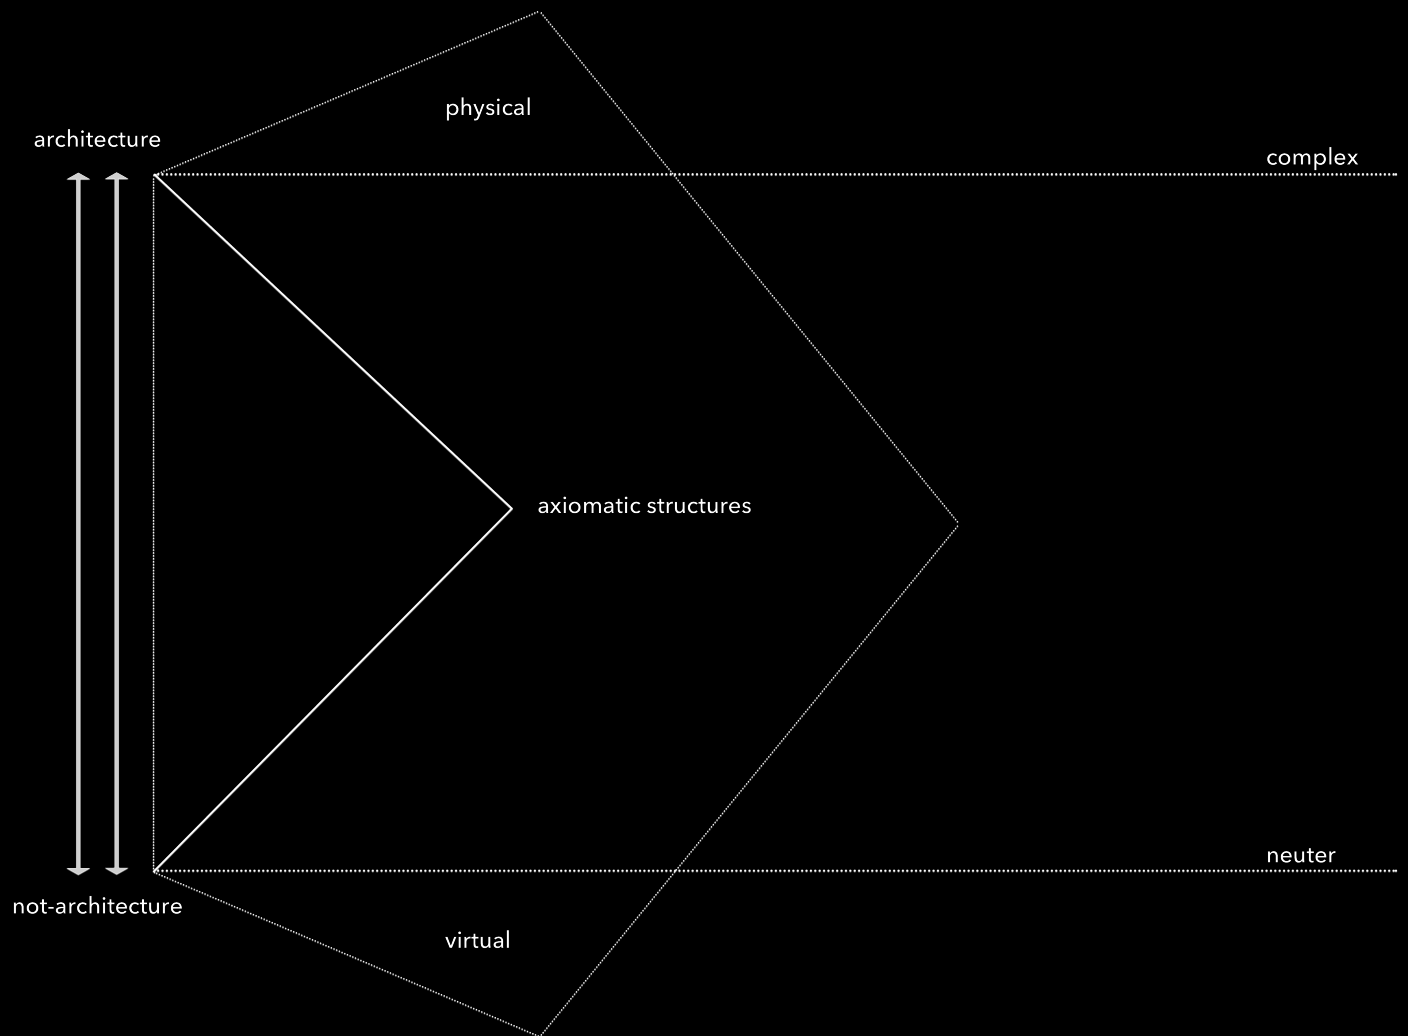 physical
architecture
complex
axiomatic structures
neuter
not-architecture
virtual